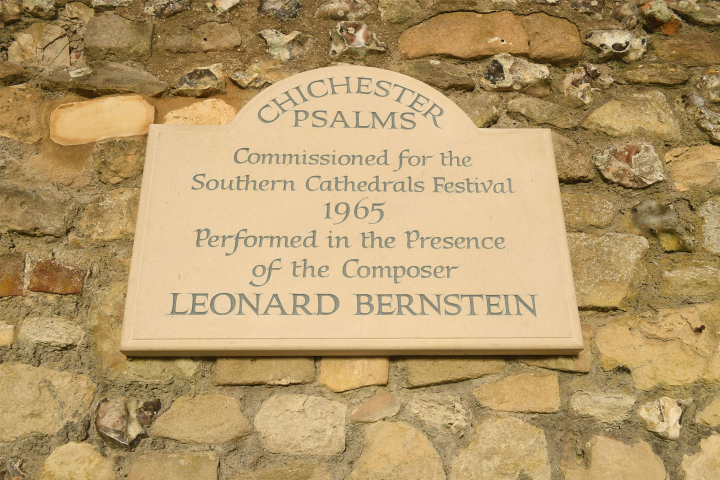 CHICHESTER
PSALMS
Commissioned for the
Southern Cathedrals Festival
1965
Performed in the Presence
of the Composer
LEONARD BERNSTEIN